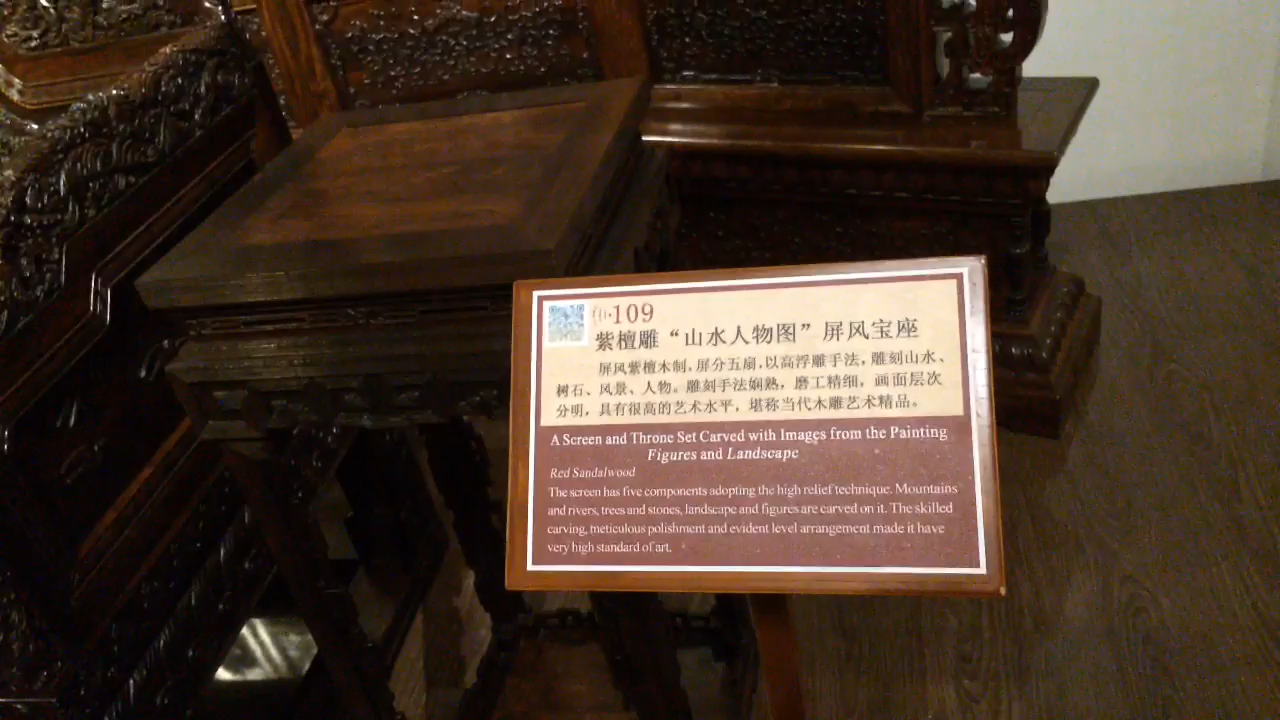 109
紫檀雕“山水人物图”屏风宝座
屏风紫檀木制，屏分五扇，以高浮雕手法，雕刻山水、
树石、风景、人物。雕刻手法娴熟，磨工精细，画面层次
分明，具有很高的艺术水平，堪称当代木雕艺术精品。
A Screen and Throne Set Carved with Images from the Painting
Figures and Landscape
Red Sandalwood
The screen has five components adopting the high relief technique. Mountains
and rivers, trees and stones, landscape and figures are carved on it. The skilled
carving, meticulous polishment and evident level arrangement made it have
very high standard of art.